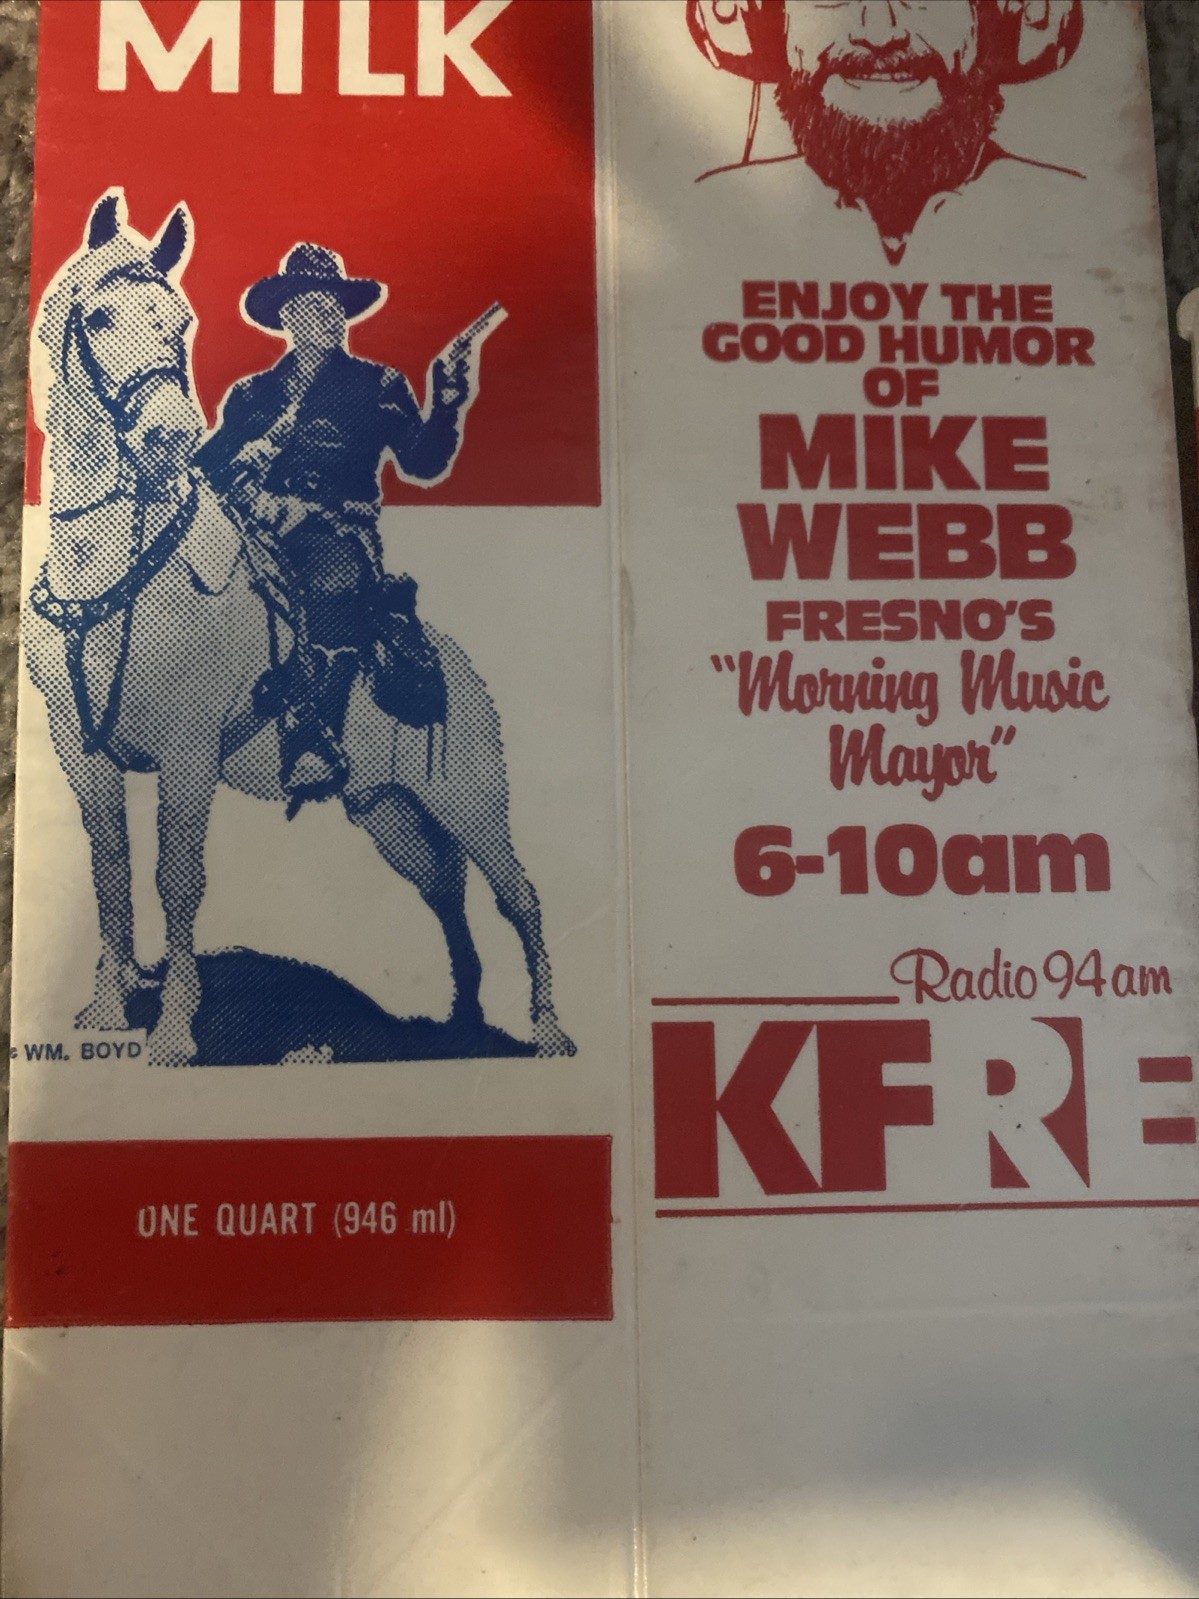 MILK
WM. BOYD
ONE QUART (946 ml)
ENJOY THE
GOOD HUMOR
OF
MIKE
WEBB
FRESNO'S
"Morning Music
Mayor"
6-10am
Radio 94 am
KFRE